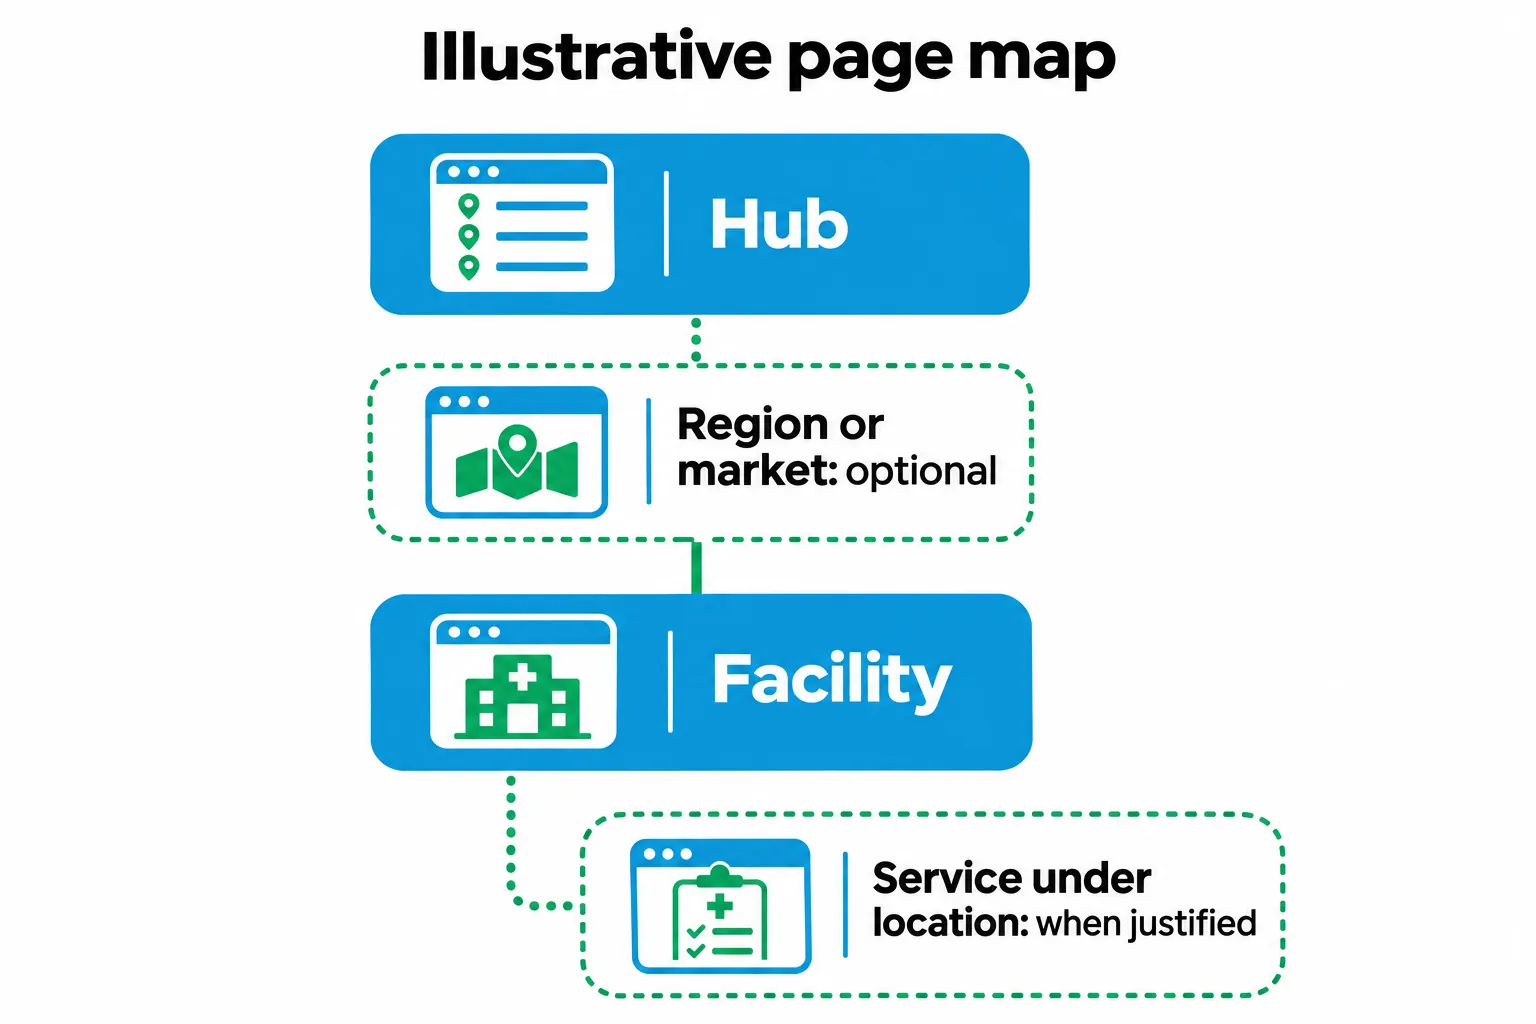 Illustrative page map
Hub
Region or
market: optional
Facility
Service under
location: when justified